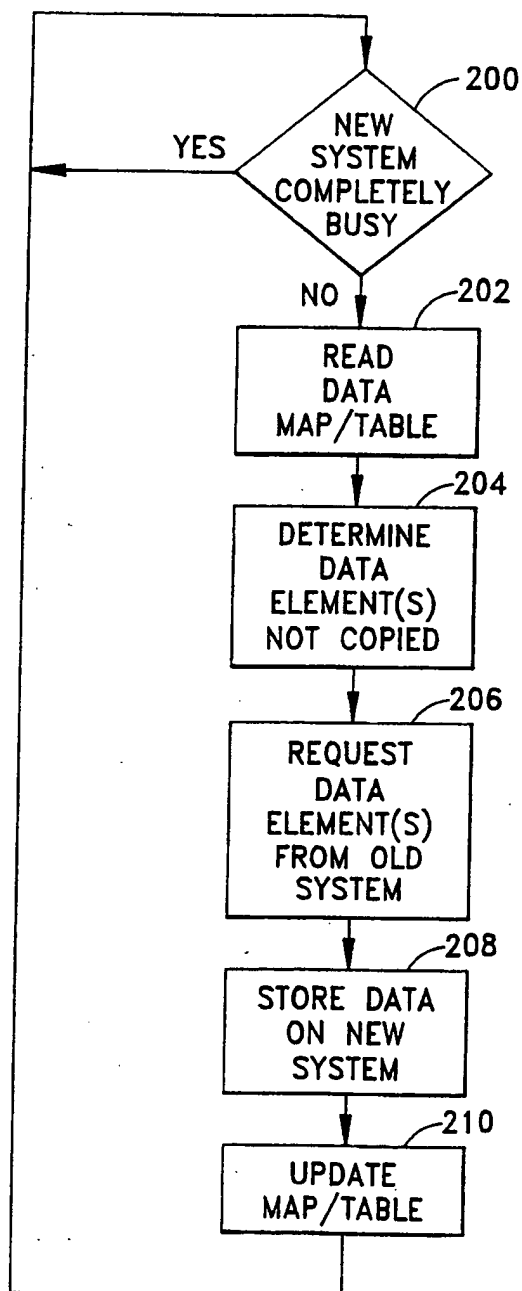 200
NEW
SYSTEM
COMPLETELY
BUSY
YES
NO
202
READ
DATA
MAP/TABLE
204
DETERMINE
DATA
ELEMENT(S)
NOT COPIED
206
REQUEST
DATA
ELEMENT(S)
FROM OLD
SYSTEM
208
STORE DATA
ON NEW
SYSTEM
210
UPDATE
MAP/TABLE